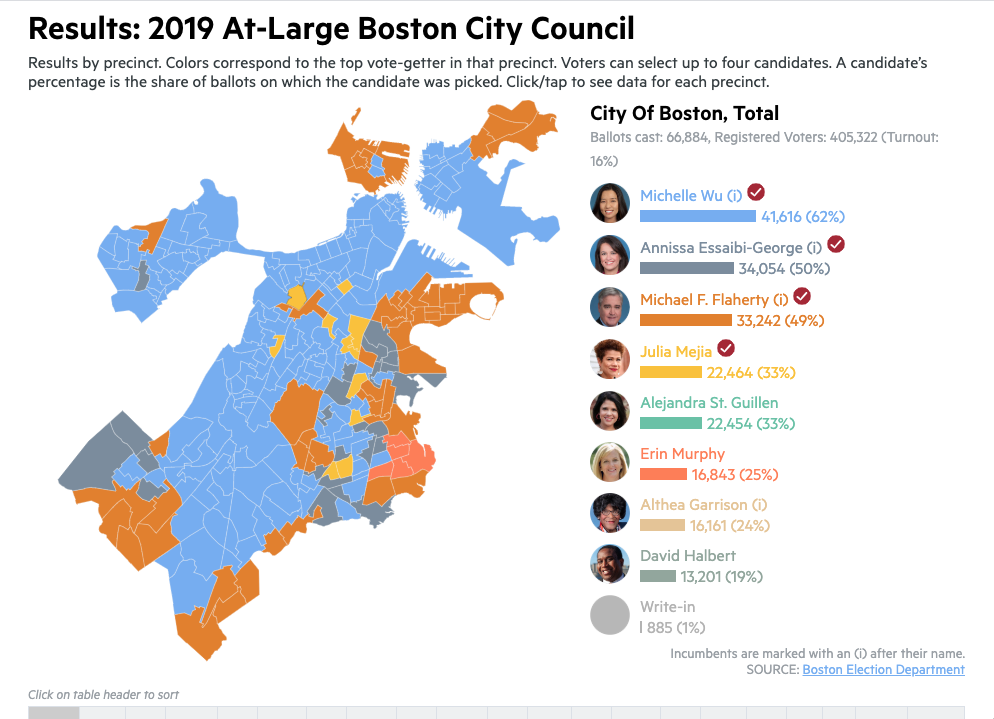 Results: 2019 At-Large Boston City Council
Results by precinct. Colors correspond to the top vote-getter in that precinct. Voters can select up to four candidates. A candidate's
percentage is the share of ballots on which the candidate was picked. Click/tap to see data for each precinct.
City Of Boston, Total
Ballots cast: 66,884, Registered Voters: 405,322 (Turnout:
16%)
Michelle Wu (i)
41,616 (62%)
Annissa Essaibi-George (i)
34,054 (50%)
Michael F. Flaherty (i)
33,242 (49%)
Julia Mejia
22,464 (33%)
Alejandra St. Guillen
22,454 (33%)
Erin Murphy
16,843 (25%)
Althea Garrison (i)
16,161 (24%)
David Halbert
13,201 (19%)
Write-in
885 (1%)
Incumbents are marked with an (i) after their name.
SOURCE: Boston Election Department
Click on table header to sort